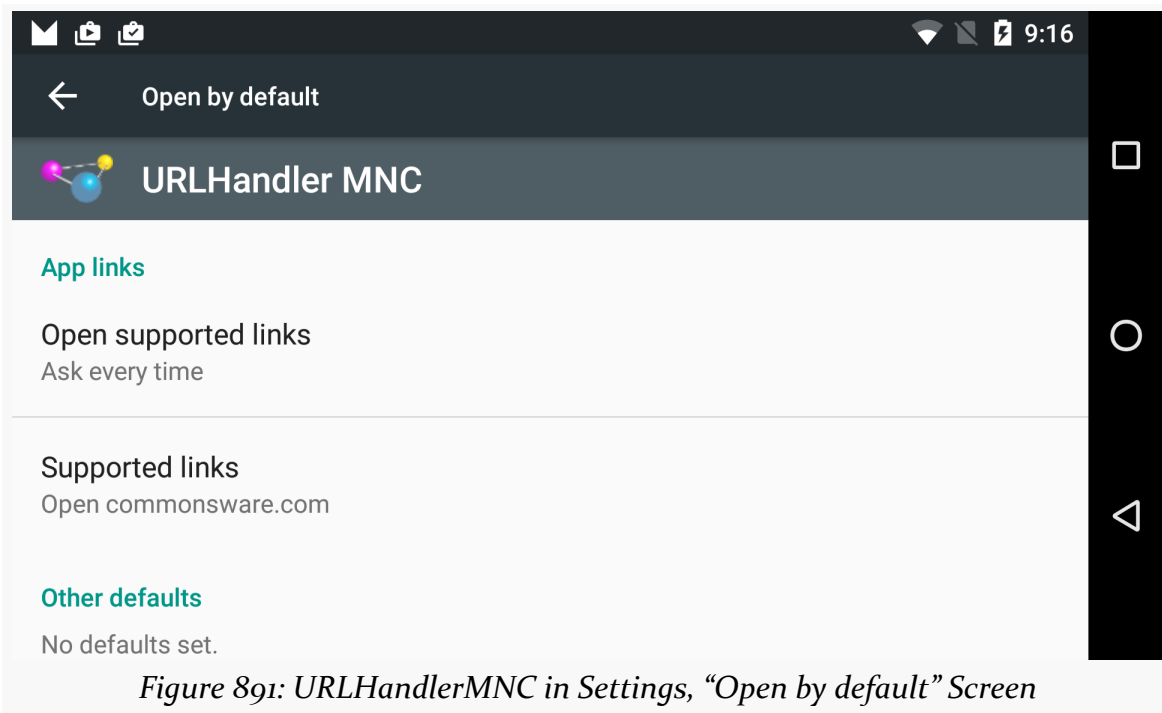 9:16
Open by default
URLHandler MNC
App links
Open supported links
Ask every time
Supported links
Open commonsware.com
Other defaults
No defaults set.
Figure 891: URLHandlerMNC in Settings, “Open by default” Screen